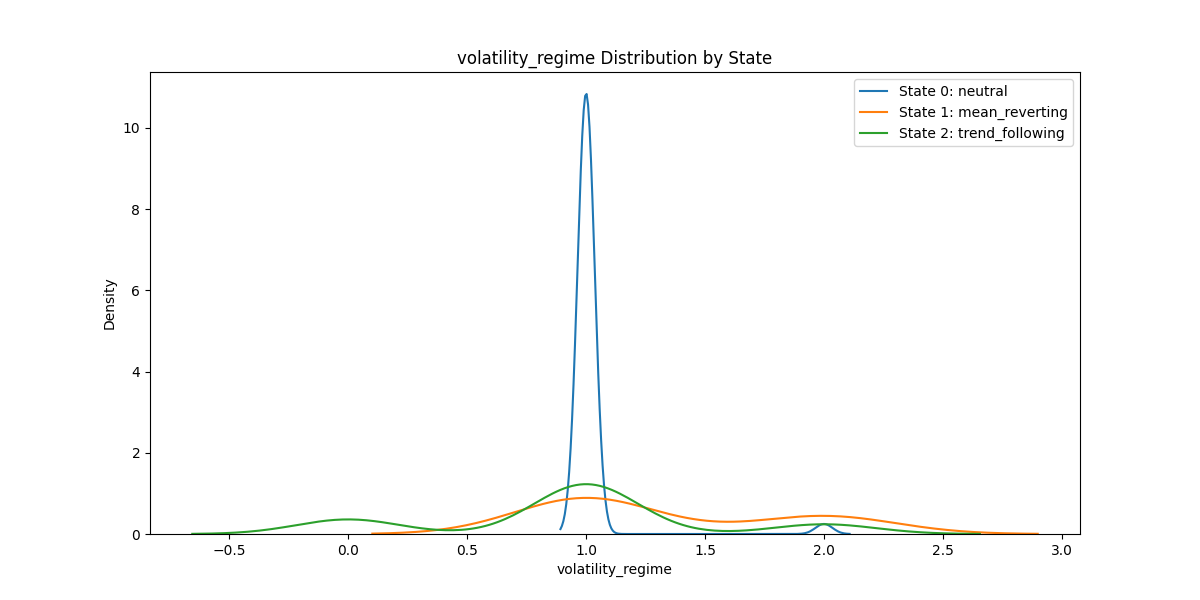 volatility_regime Distribution by State
State 0: neutral
State 1: mean_reverting
State 2: trend_following
Density
10
8
6
4
2
0
−0.5 0.0 0.5 1.0 1.5 2.0 2.5 3.0
volatility_regime